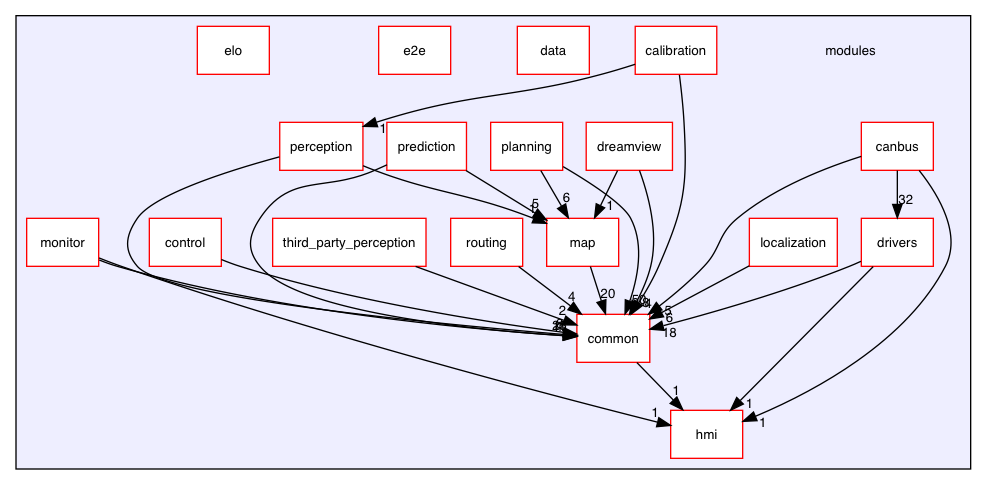 elo
e2e
data
calibration
modules
1
perception
prediction
planning
dreamview
canbus
5
6
1
32
monitor
control
third_party_perception
routing
map
localization
drivers
4
20
2
6
18
common
1
1
1
1
hmi